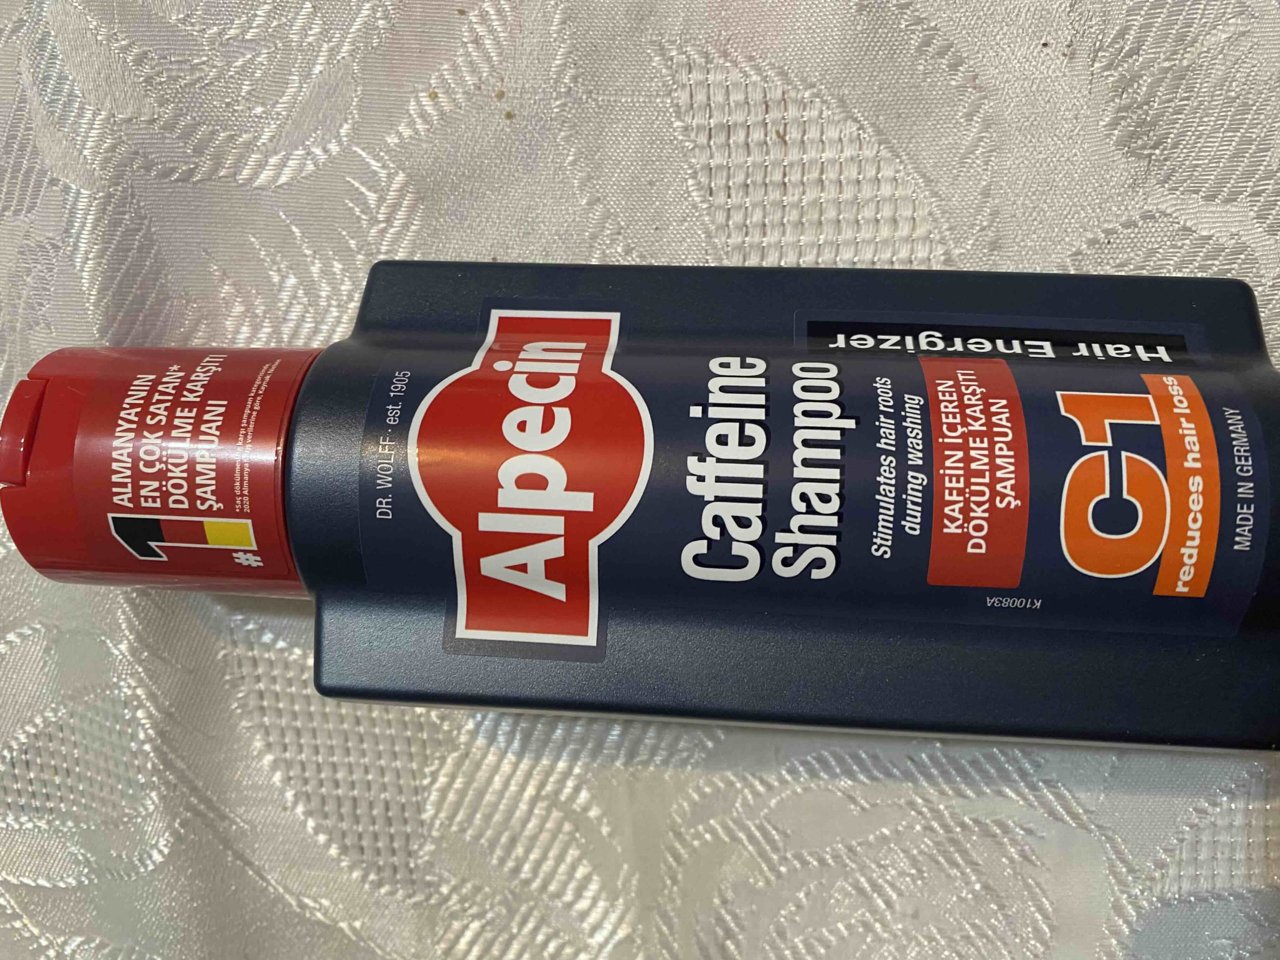 #1
ALMANYA'NIN
EN ÇOK SATAN*
DÖKÜLME KARŞITI
ŞAMPUANI
DR. WOLFF - est. 1905
Alpecin
Caffeine
Shampoo
Hair Energizer
Stimulates hair roots
during washing
KAFEİN İÇEREN
DÖKÜLME KARŞITI
ŞAMPUAN
K10083A
C1
reduces hair loss
MADE IN GERMANY